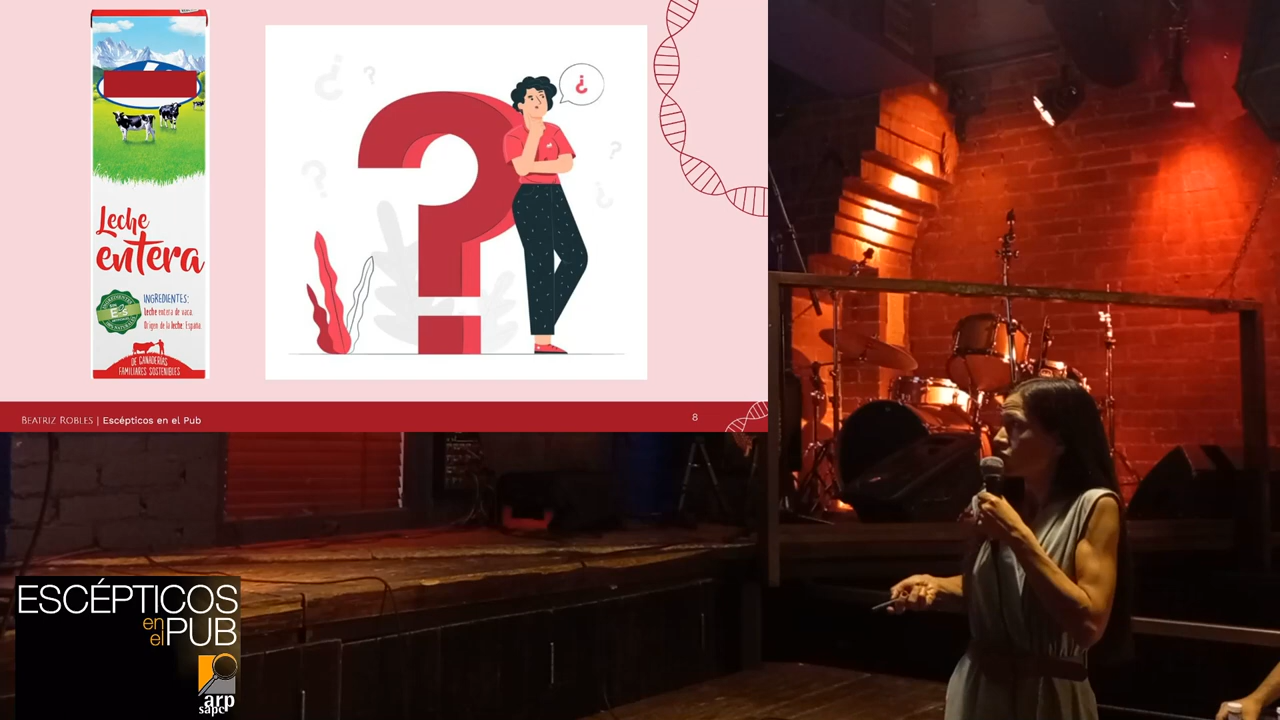 Leche
entera
E-s
INGREDIENTES:
Leche entera de vaca.
Origen de la leche: España
DE GANADERÍAS
FAMILIARES SOSTENIBLES
¿
BEATRIZ ROBLES | Escépticos en el Pub
8
ESCÉPTICOS
en
el PUB
arp
sapc